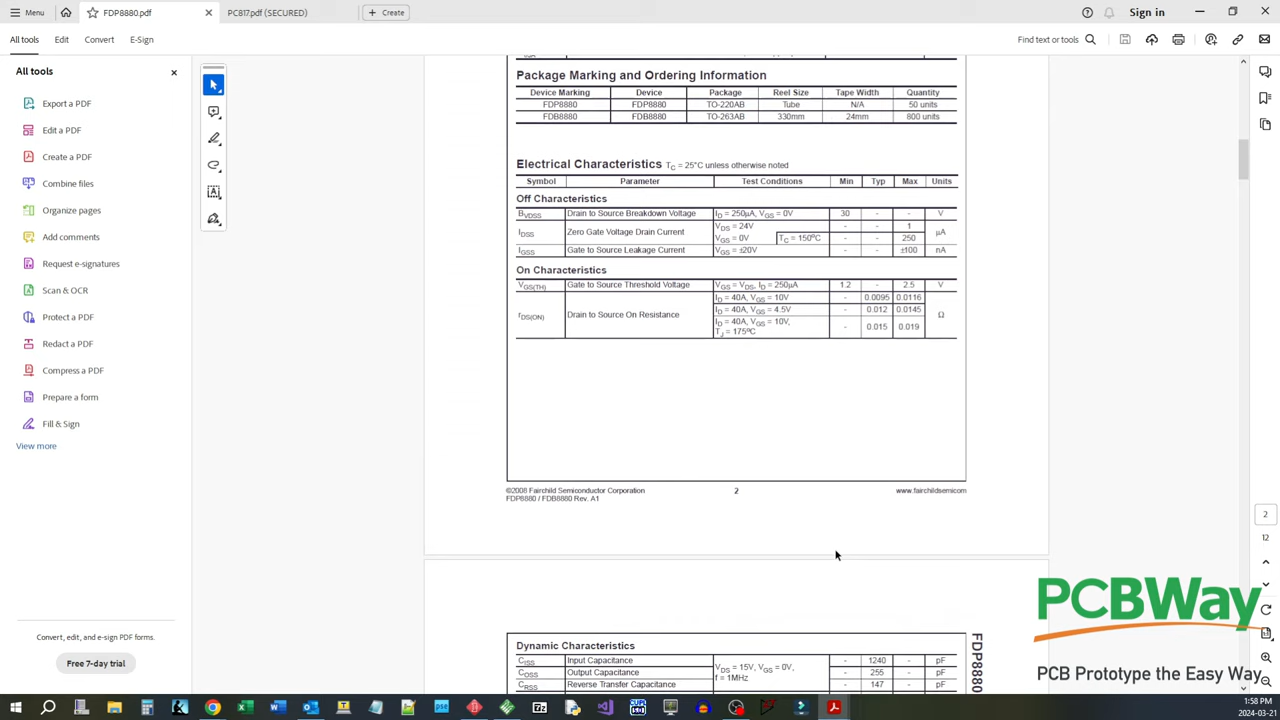 Menu
FDP8880.pdf
PC817.pdf (SECURED)
Create
Sign in
All tools
Edit
Convert
E-Sign
Find text or tools
All tools
Export a PDF
Edit a PDF
Create a PDF
Combine files
Organize pages
Add comments
Request e-signatures
Scan & OCR
Protect a PDF
Redact a PDF
Compress a PDF
Prepare a form
Fill & Sign
View more
Convert, edit, and e-sign PDF forms.
Free 7-day trial
Package Marking and Ordering Information
Device Marking Device Package Reel Size Tape Width Quantity
FDP8880 FDP8880 TO-220AB Tube N/A 50 units
FDB8880 FDB8880 TO-263AB 330mm 24mm 800 units
Electrical Characteristics TC = 25°C unless otherwise noted
Symbol Parameter Test Conditions Min Typ Max Units
Off Characteristics
BVDSS Drain to Source Breakdown Voltage ID = 250µA, VGS = 0V 30 - - V
IDSS Zero Gate Voltage Drain Current VDS = 24V - - 1 µA
VGS = 0V TC = 150°C - - 250
IGSS Gate to Source Leakage Current VGS = ±20V - - ±100 nA
On Characteristics
VGS(TH) Gate to Source Threshold Voltage VGS = VDS, ID = 250µA 1.2 - 2.5 V
rDS(ON) Drain to Source On Resistance ID = 40A, VGS = 10V - 0.0095 0.0116 Ω
ID = 40A, VGS = 4.5V - 0.012 0.0145
ID = 40A, VGS = 10V, TJ = 175°C - 0.015 0.019
©2008 Fairchild Semiconductor Corporation 2 www.fairchildsemicom
FDP8880 / FDB8880 Rev. A1
Dynamic Characteristics
CISS Input Capacitance VDS = 15V, VGS = 0V, f = 1MHz - 1240 - pF
COSS Output Capacitance - 255 - pF
CRSS Reverse Transfer Capacitance - 147 - pF
FDP8880
2
12
PCBWay
PCB Prototype the Easy Way
1:58 PM
2024-03-21